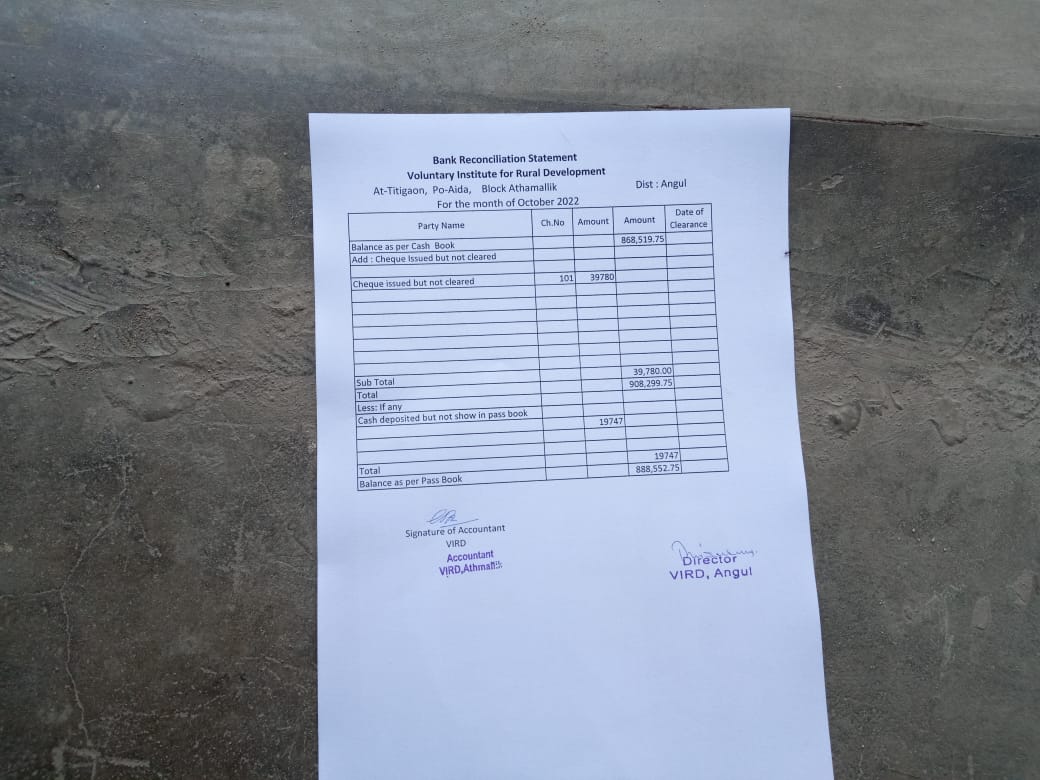 Bank Reconciliation Statement
Voluntary Institute for Rural Development
At-Titigaon, Po-Aida, Block Athamallik Dist : Angul
For the month of October 2022
Party Name Ch.No Amount Amount Date of Clearance
Balance as per Cash Book 868,519.75
Add : Cheque Issued but not cleared
Cheque issued but not cleared 101 39780
Sub Total 39,780.00
Total 908,299.75
Less: If any
Cash deposited but not show in pass book 19747
Total 19747
Balance as per Pass Book 888,552.75
Signature of Accountant
VIRD
Accountant
VIRD,
Director
VIRD, Angul